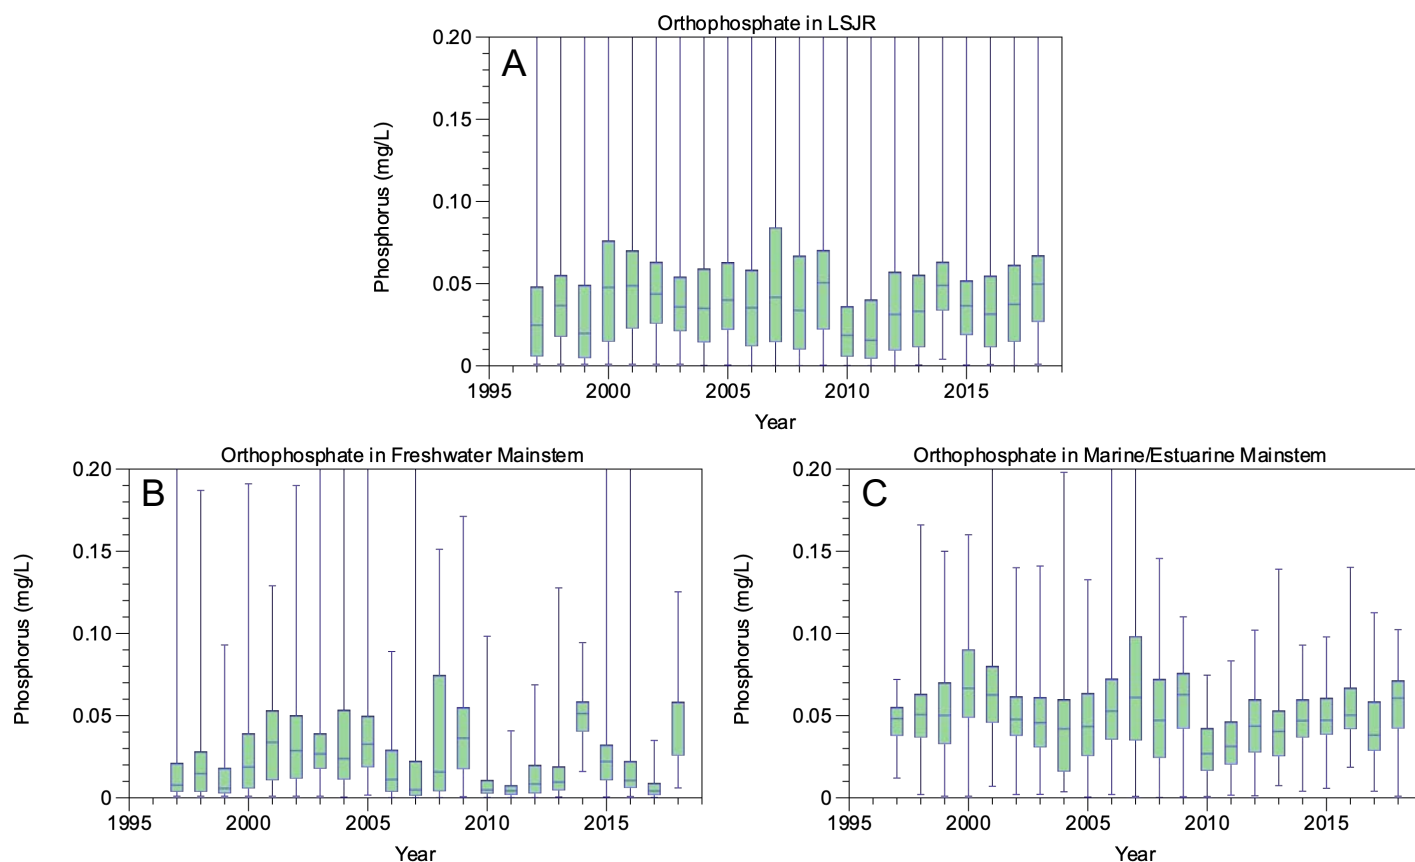 Orthophosphate in LSJR
A
Phosphorus (mg/L)
0.20
0.15
0.10
0.05
0
1995 2000 2005 2010 2015
Year
Orthophosphate in Freshwater Mainstem
B
Phosphorus (mg/L)
0.20
0.15
0.10
0.05
0
1995 2000 2005 2010 2015
Year
Orthophosphate in Marine/Estuarine Mainstem
C
Phosphorus (mg/L)
0.20
0.15
0.10
0.05
0
1995 2000 2005 2010 2015
Year